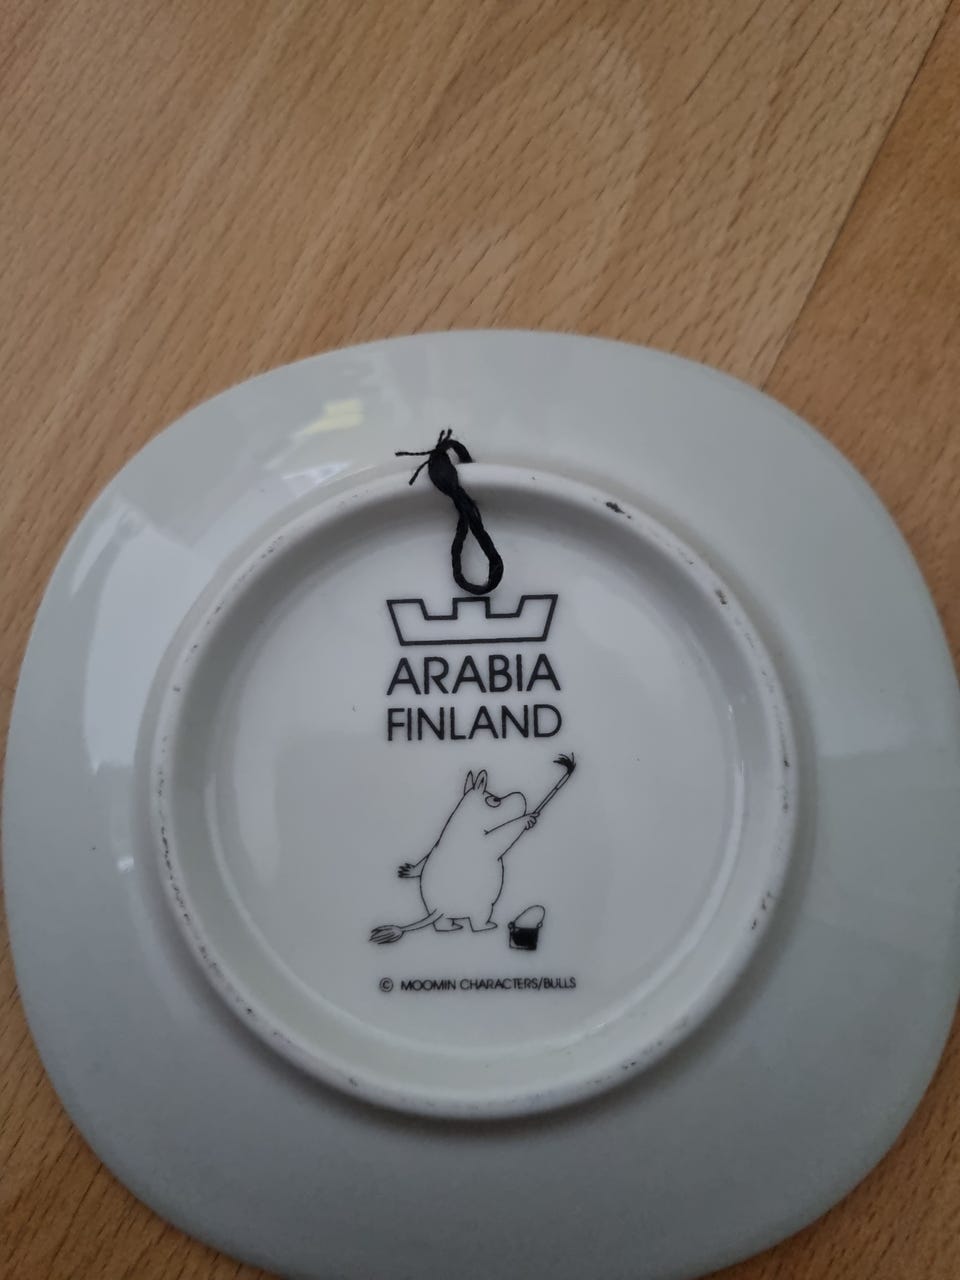 ARABIA
FINLAND
© MOOMIN CHARACTERS/BULLS